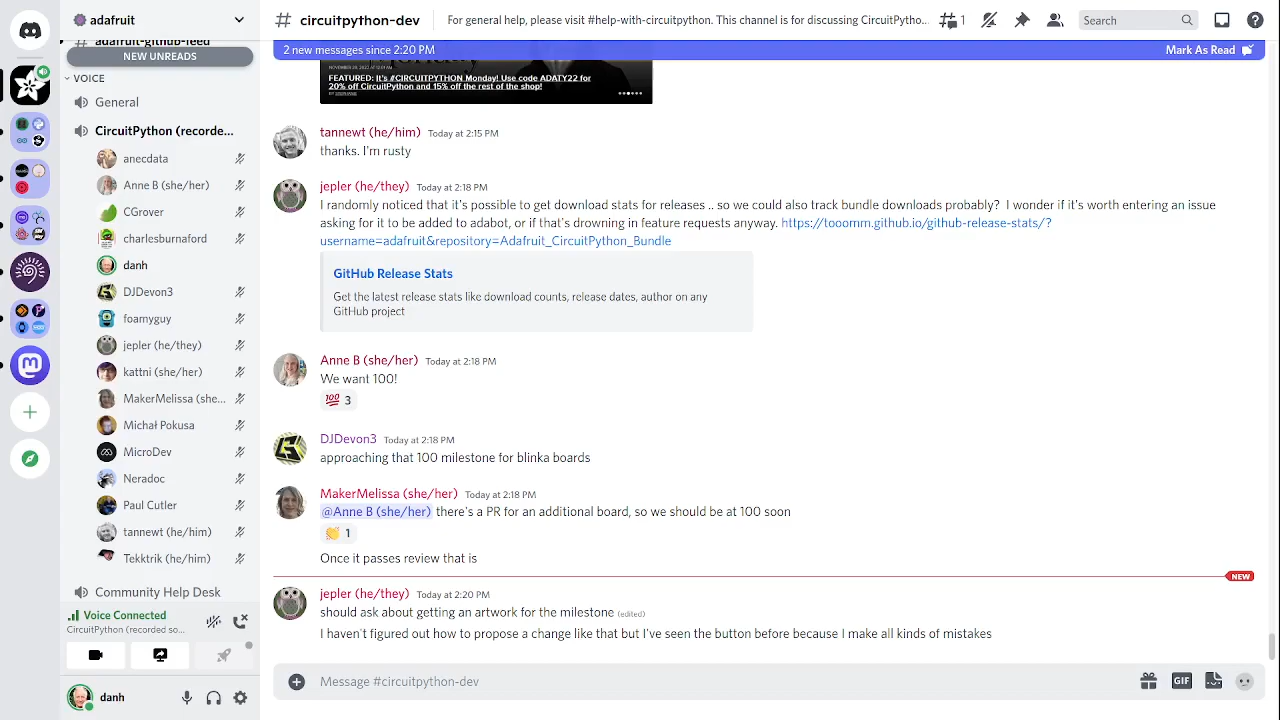 adafruit
adafruit-github-feed
NEW UNREADS
VOICE
General
CircuitPython (recorde...
anecdata
Anne B (she/her)
CGrover
charlesburnaford
danh
DJDevon3
foamyguy
jepler (he/they)
kattni (she/her)
MakerMelissa (she...
Michał Pokusa
MicroDev
Neradoc
Paul Cutler
tannewt (he/him)
Tekktrik (he/him)
Community Help Desk
Voice Connected
CircuitPython (recorded so...
danh
# circuitpython-dev
For general help, please visit #help-with-circuitpython. This channel is for discussing CircuitPytho...
1
Search
2 new messages since 2:20 PM
Mark As Read
FEATURED: It's #CIRCUITPYTHON Monday! Use code ADATY22 for
20% off CircuitPython and 15% off the rest of the shop!
tannewt (he/him) Today at 2:15 PM
thanks. I'm rusty
jepler (he/they) Today at 2:18 PM
I randomly noticed that it's possible to get download stats for releases .. so we could also track bundle downloads probably? I wonder if it's worth entering an issue
asking for it to be added to adabot, or if that's drowning in feature requests anyway. https://tooomm.github.io/github-release-stats/?
username=adafruit&repository=Adafruit_CircuitPython_Bundle
GitHub Release Stats
Get the latest release stats like download counts, release dates, author on any
GitHub project
Anne B (she/her) Today at 2:18 PM
We want 100!
💯 3
DJDevon3 Today at 2:18 PM
approaching that 100 milestone for blinka boards
MakerMelissa (she/her) Today at 2:18 PM
@Anne B (she/her) there's a PR for an additional board, so we should be at 100 soon
👏 1
Once it passes review that is
NEW
jepler (he/they) Today at 2:20 PM
should ask about getting an artwork for the milestone (edited)
I haven't figured out how to propose a change like that but I've seen the button before because I make all kinds of mistakes
Message #circuitpython-dev
GIF